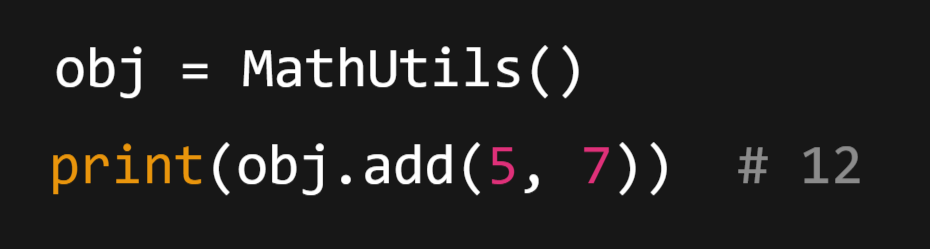 obj = MathUtils()
print(obj.add(5, 7))  # 12